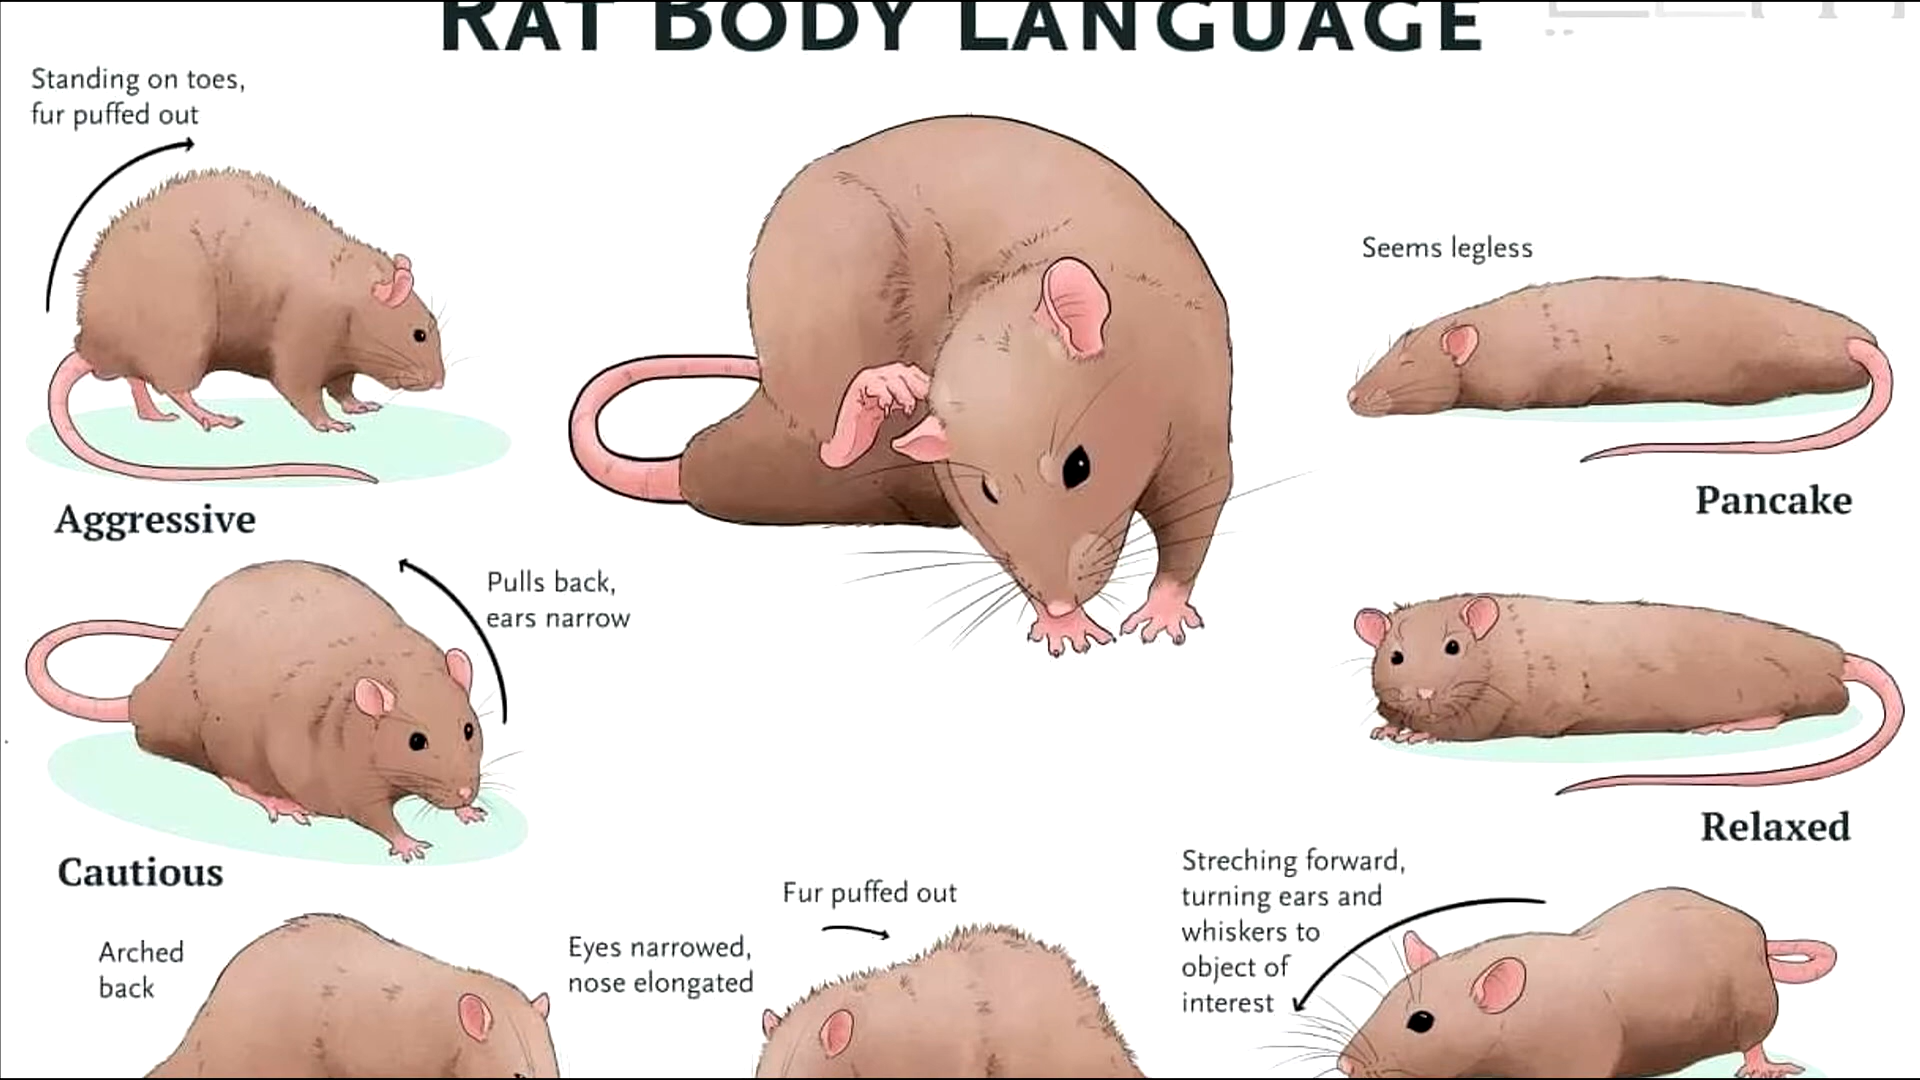 RAT BODY LANGUAGE
Standing on toes,
fur puffed out
Aggressive
Seems legless
Pancake
Pulls back,
ears narrow
Cautious
Relaxed
Arched
back
Eyes narrowed,
nose elongated
Fur puffed out
Streching forward,
turning ears and
whiskers to
object of
interest